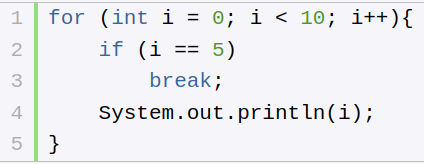 1 for (int i = 0; i < 10; i++){
2     if (i == 5)
3         break;
4     System.out.println(i);
5 }